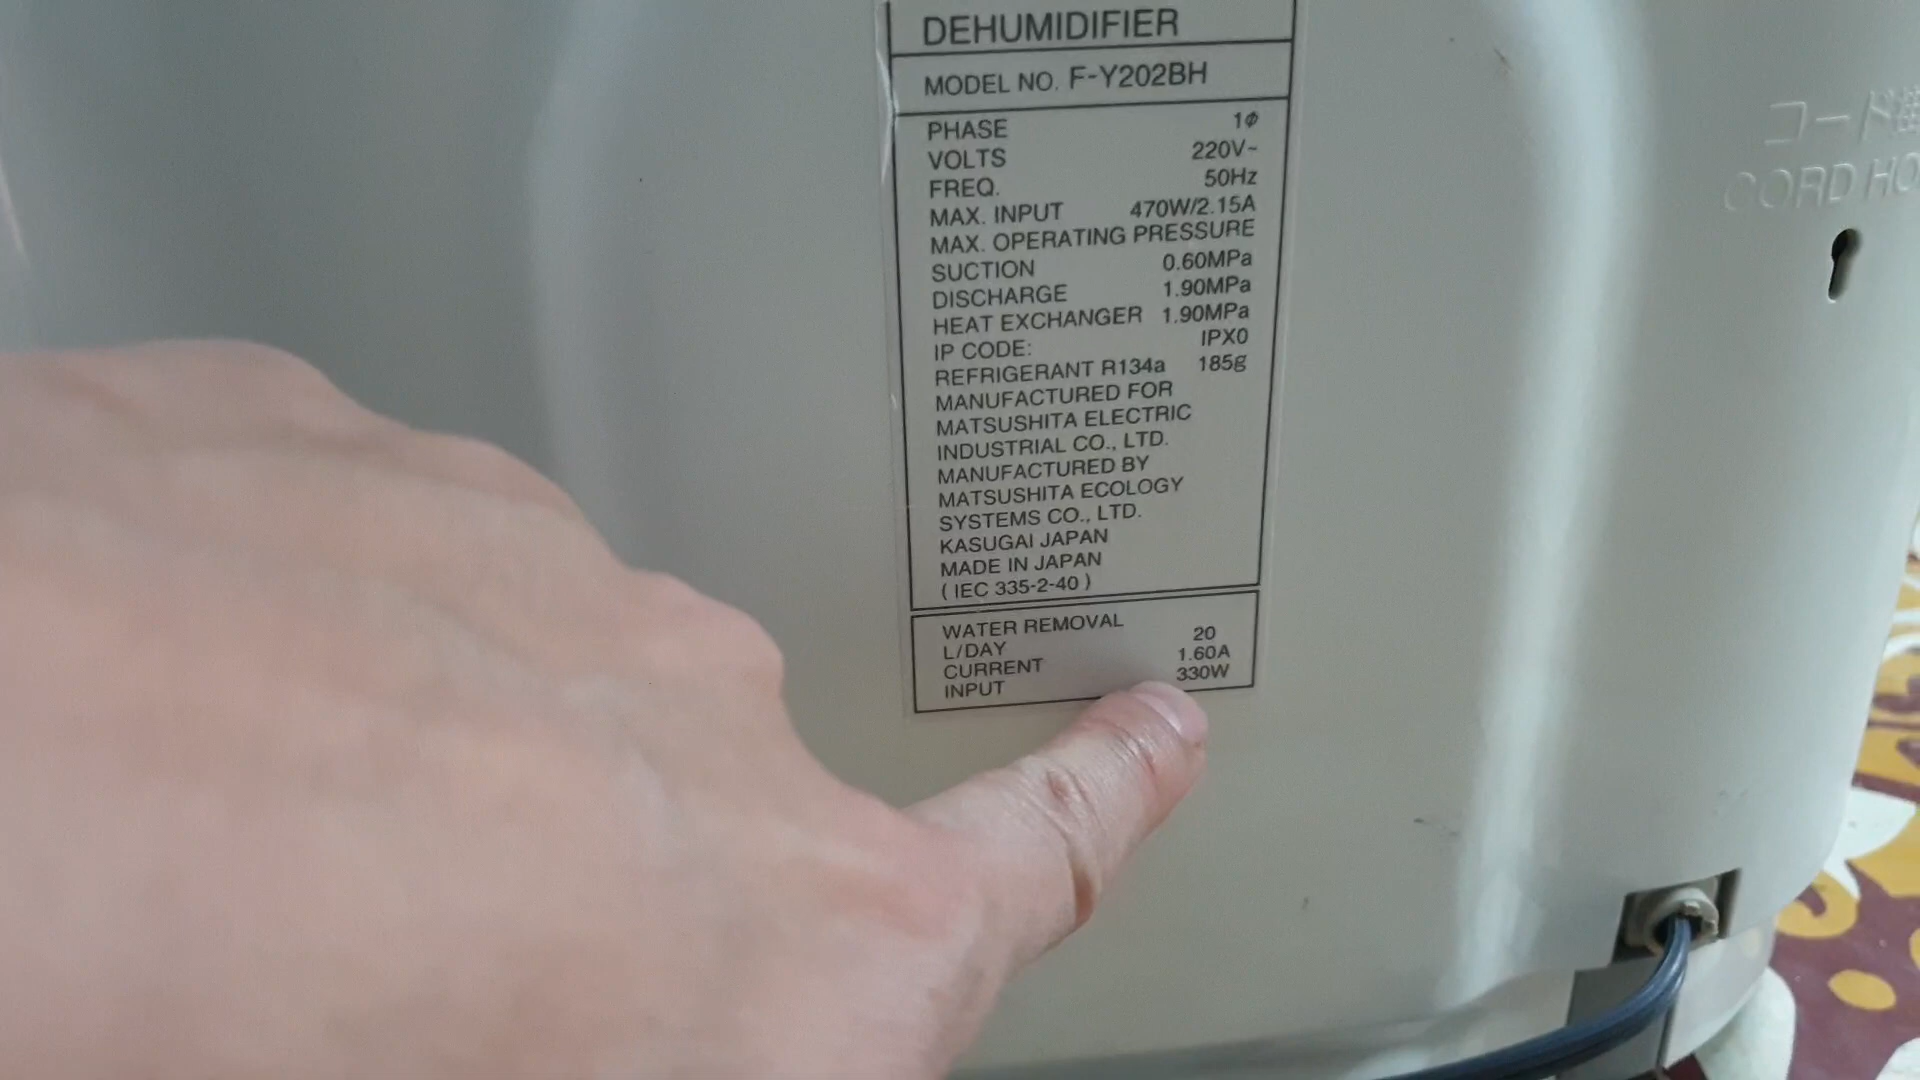 DEHUMIDIFIER
MODEL NO. F-Y202BH
PHASE 1ϕ
VOLTS 220V~
FREQ. 50Hz
MAX. INPUT 470W/2.15A
MAX. OPERATING PRESSURE
SUCTION 0.60MPa
DISCHARGE 1.90MPa
HEAT EXCHANGER 1.90MPa
IP CODE: IPX0
REFRIGERANT R134a 185g
MANUFACTURED FOR
MATSUSHITA ELECTRIC
INDUSTRIAL CO., LTD.
MANUFACTURED BY
MATSUSHITA ECOLOGY
SYSTEMS CO., LTD.
KASUGAI JAPAN
MADE IN JAPAN
( IEC 335-2-40 )
WATER REMOVAL
L/DAY 20
CURRENT 1.60A
INPUT 330W
コード
CORD